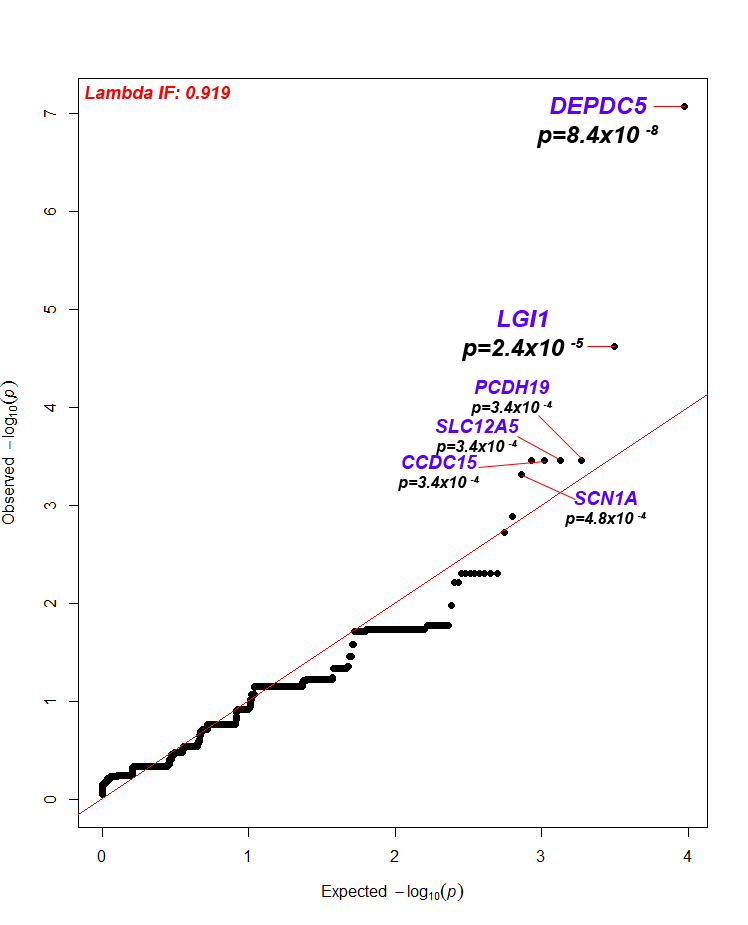 Lambda IF: 0.919
DEPDC5
p=8.4x10 -8
LGI1
p=2.4x10 -5
PCDH19
p=3.4x10 -4
SLC12A5
p=3.4x10 -4
CCDC15
p=3.4x10 -4
SCN1A
p=4.8x10 -4
Observed −log10(p)
7
6
5
4
3
2
1
0
0 1 2 3 4
Expected −log10(p)